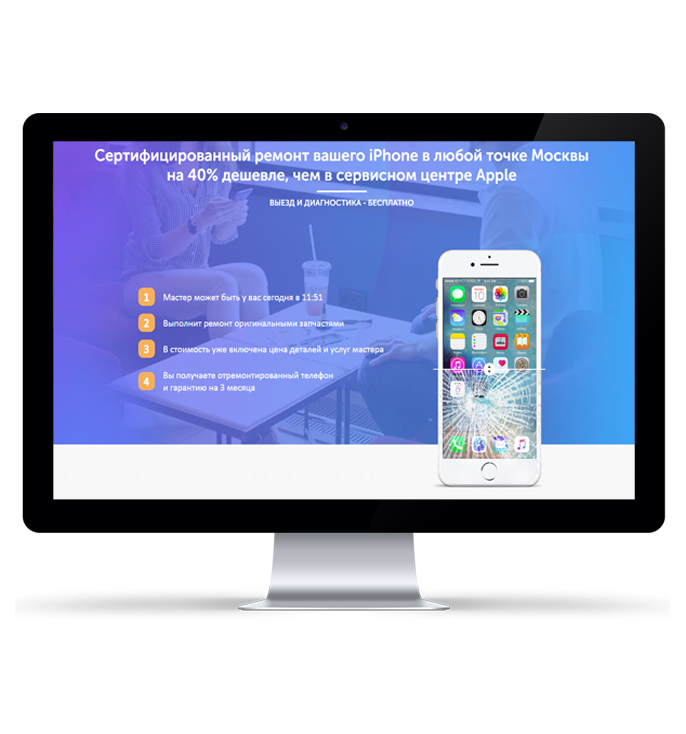 Сертифицированный ремонт вашего iPhone в любой точке Москвы
на 40% дешевле, чем в сервисном центре Apple
ВЫЕЗД И ДИАГНОСТИКА - БЕСПЛАТНО
1 Мастер может быть у вас сегодня в 11:51
2 Выполнит ремонт оригинальными запчастями
3 В стоимость уже включена цена деталей и услуг мастера
4 Вы получаете отремонтированный телефон
и гарантию на 3 месяца